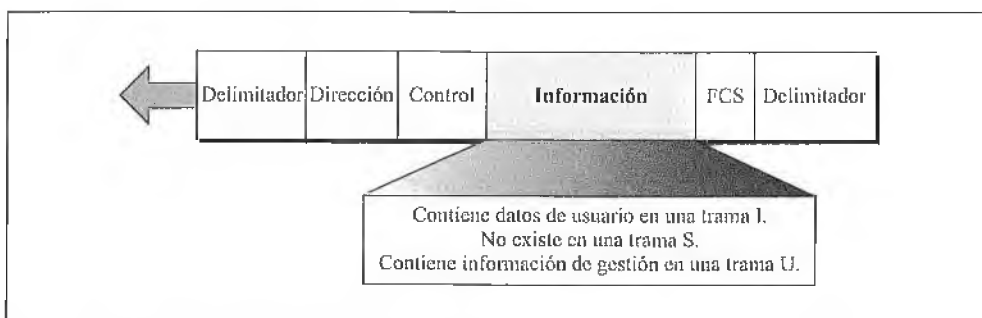 Delimitador Dirección Control Información FCS Delimitador
Contiene datos de usuario en una trama I.
No existe en una trama S.
Contiene información de gestión en una trama U.